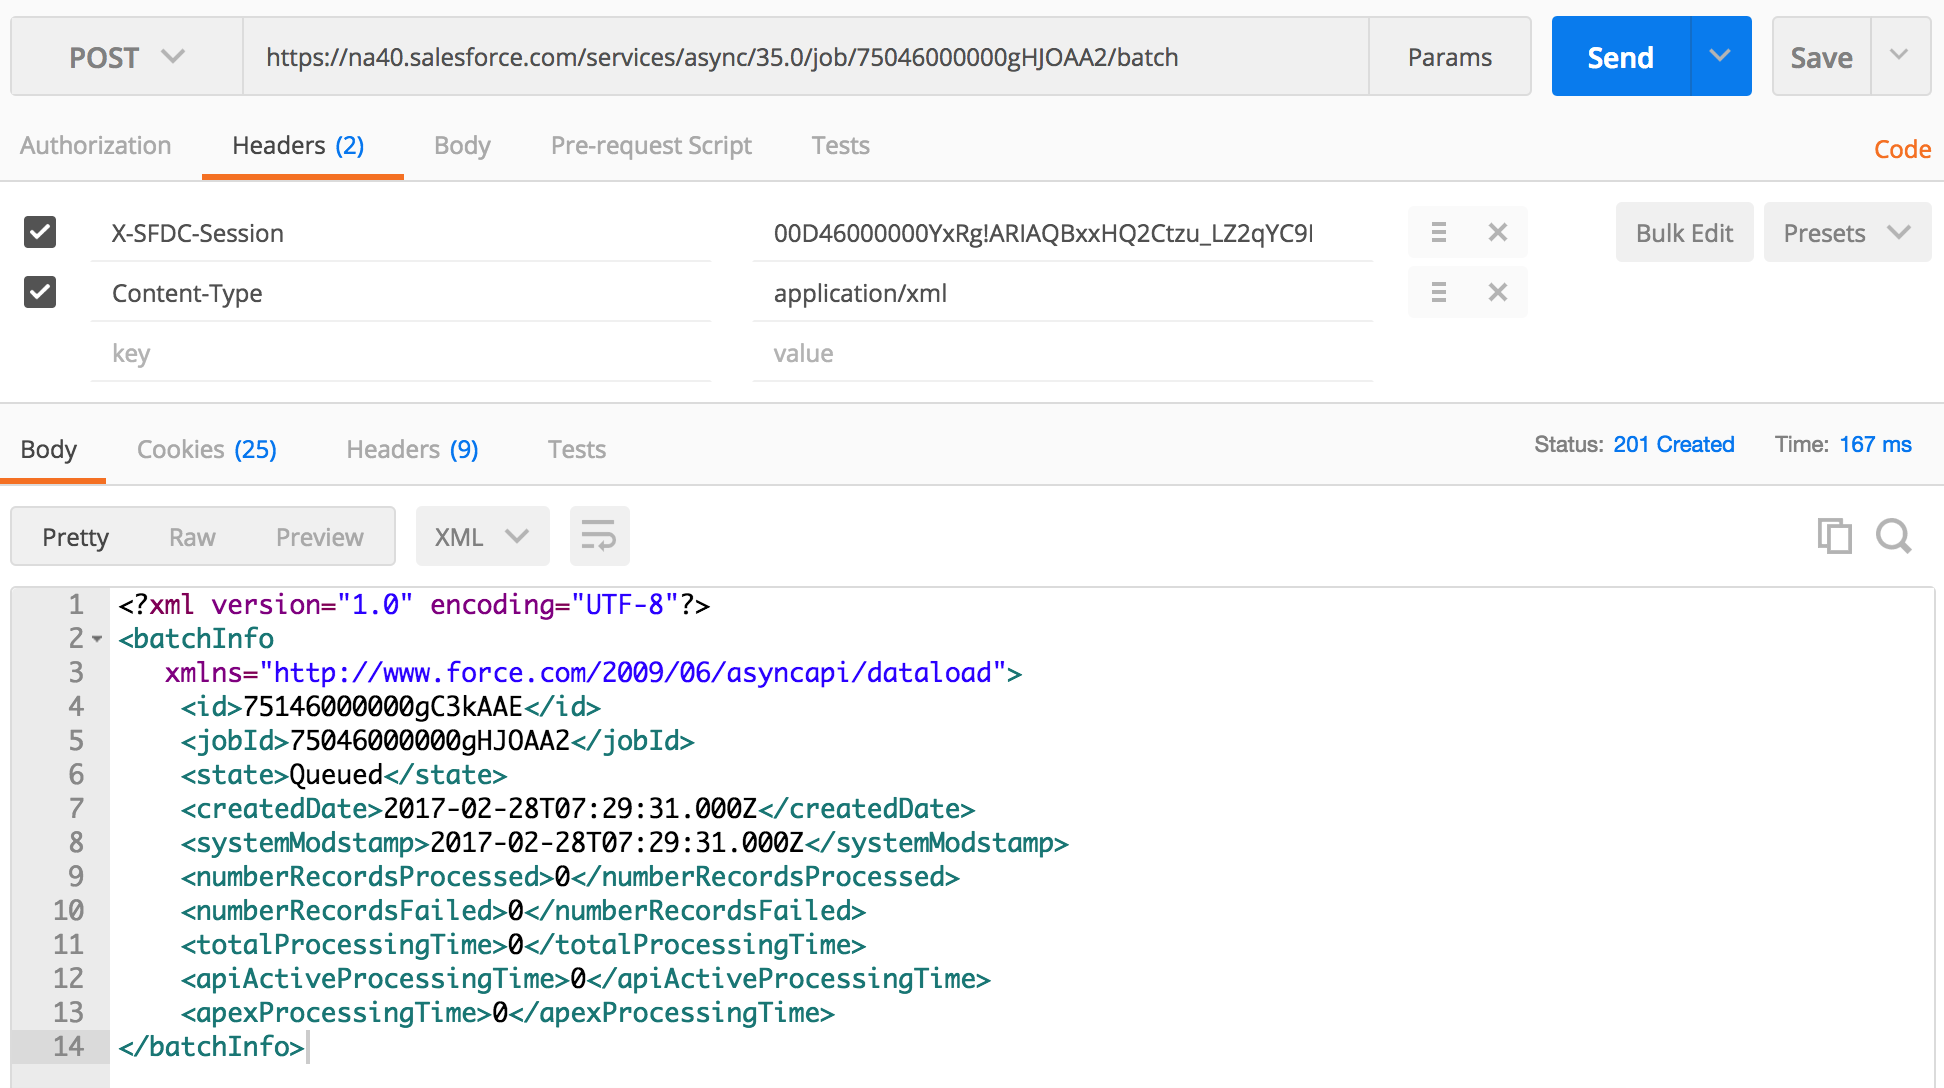 POST https://na40.salesforce.com/services/async/35.0/job/75046000000gHJOAA2/batch Params Send Save
Authorization Headers (2) Body Pre-request Script Tests Code
X-SFDC-Session 00D46000000YxRg!ARIAQBxxHQ2Ctzu_LZ2qYC9I Bulk Edit Presets
Content-Type application/xml
key value
Body Cookies (25) Headers (9) Tests Status: 201 Created Time: 167 ms
Pretty Raw Preview XML
1 <?xml version="1.0" encoding="UTF-8"?>
2 <batchInfo
3 xmlns="http://www.force.com/2009/06/asyncapi/dataload">
4 <id>75146000000gC3kAAE</id>
5 <jobId>75046000000gHJOAA2</jobId>
6 <state>Queued</state>
7 <createdDate>2017-02-28T07:29:31.000Z</createdDate>
8 <systemModstamp>2017-02-28T07:29:31.000Z</systemModstamp>
9 <numberRecordsProcessed>0</numberRecordsProcessed>
10 <numberRecordsFailed>0</numberRecordsFailed>
11 <totalProcessingTime>0</totalProcessingTime>
12 <apiActiveProcessingTime>0</apiActiveProcessingTime>
13 <apexProcessingTime>0</apexProcessingTime>
14 </batchInfo>